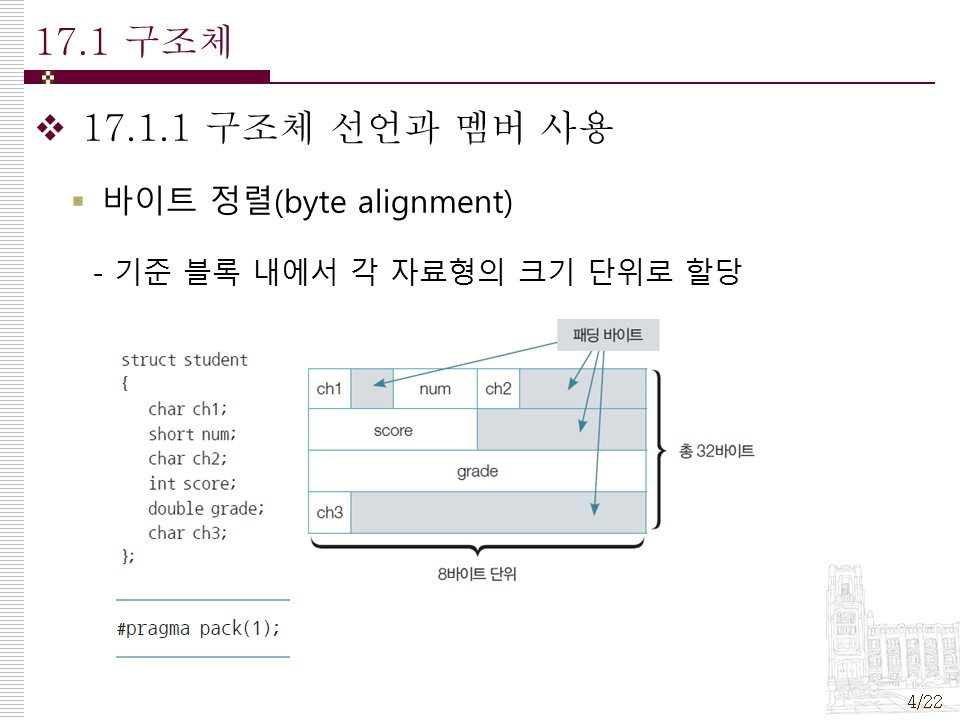 17.1 구조체
17.1.1 구조체 선언과 멤버 사용
바이트 정렬(byte alignment)
- 기준 블록 내에서 각 자료형의 크기 단위로 할당
struct student
{
char ch1;
short num;
char ch2;
int score;
double grade;
char ch3;
};
#pragma pack(1);
패딩 바이트
ch1 num ch2
score
grade
ch3
총 32바이트
8바이트 단위
4/22